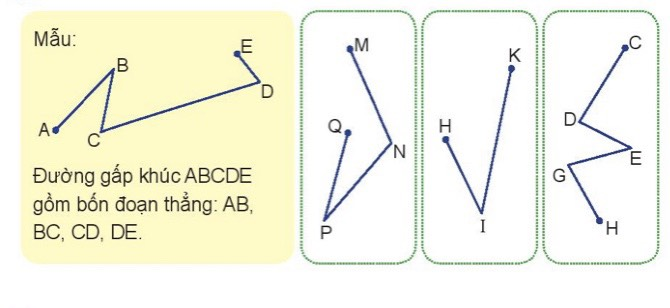 Mẫu:
A
B
C
D
E
Đường gấp khúc ABCDE
gồm bốn đoạn thẳng: AB,
BC, CD, DE.
M
Q
N
P
K
H
I
C
D
E
G
H